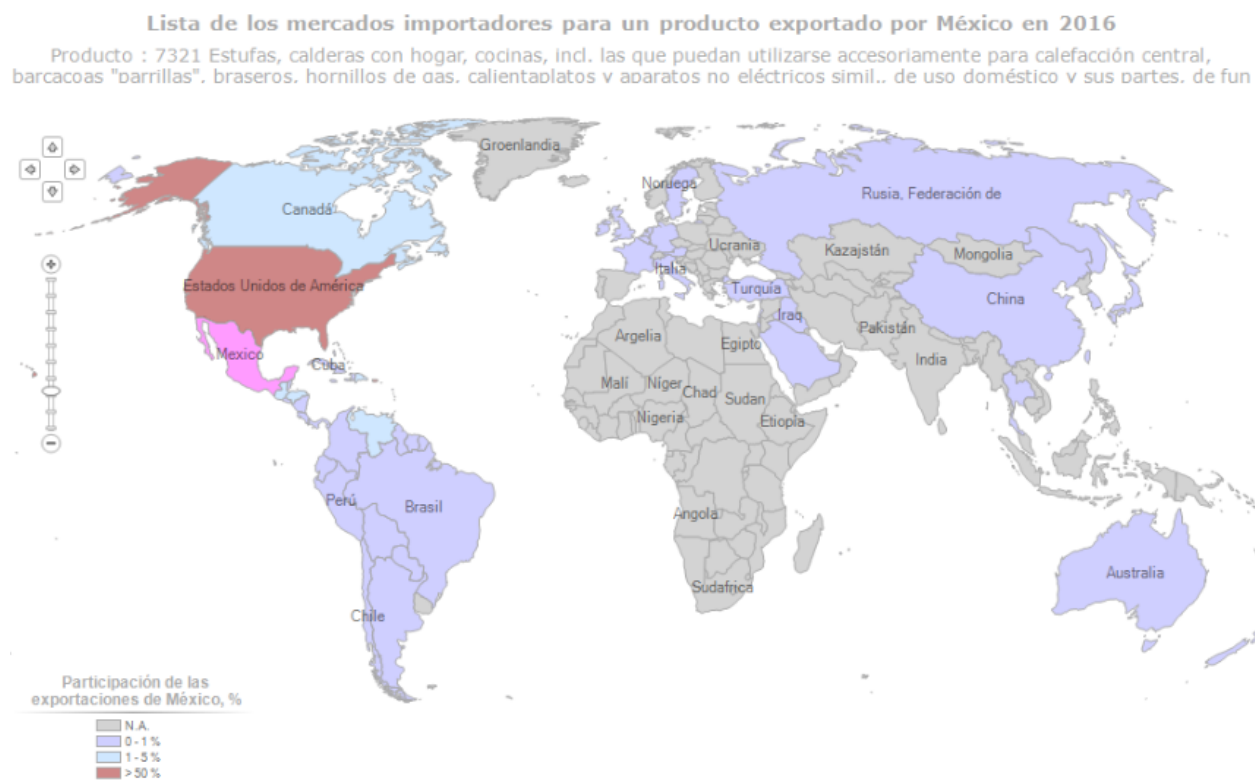 Lista de los mercados importadores para un producto exportado por México en 2016
Producto : 7321 Estufas, calderas con hogar, cocinas, incl. las que puedan utilizarse accesoriamente para calefacción central,
barcacoas "parrillas", braseros, hornillos de gas, calientaplatos y aparatos no eléctricos simil., de uso doméstico y sus partes, de fun
Groenlandia
Noruega
Canadá
Rusia, Federación de
Ucrania
Kazajstán
Mongolia
Italia
Estados Unidos de América
Turquía
China
Iraq
Pakistán
Argelia
Egipto
Mexico
Cuba
India
Malí
Níger
Chad
Sudan
Nigeria
Etiopía
Perú
Brasil
Angola
Australia
Sudafrica
Chile
Participación de las
exportaciones de México, %
N.A.
0 - 1 %
1 - 5 %
> 50 %